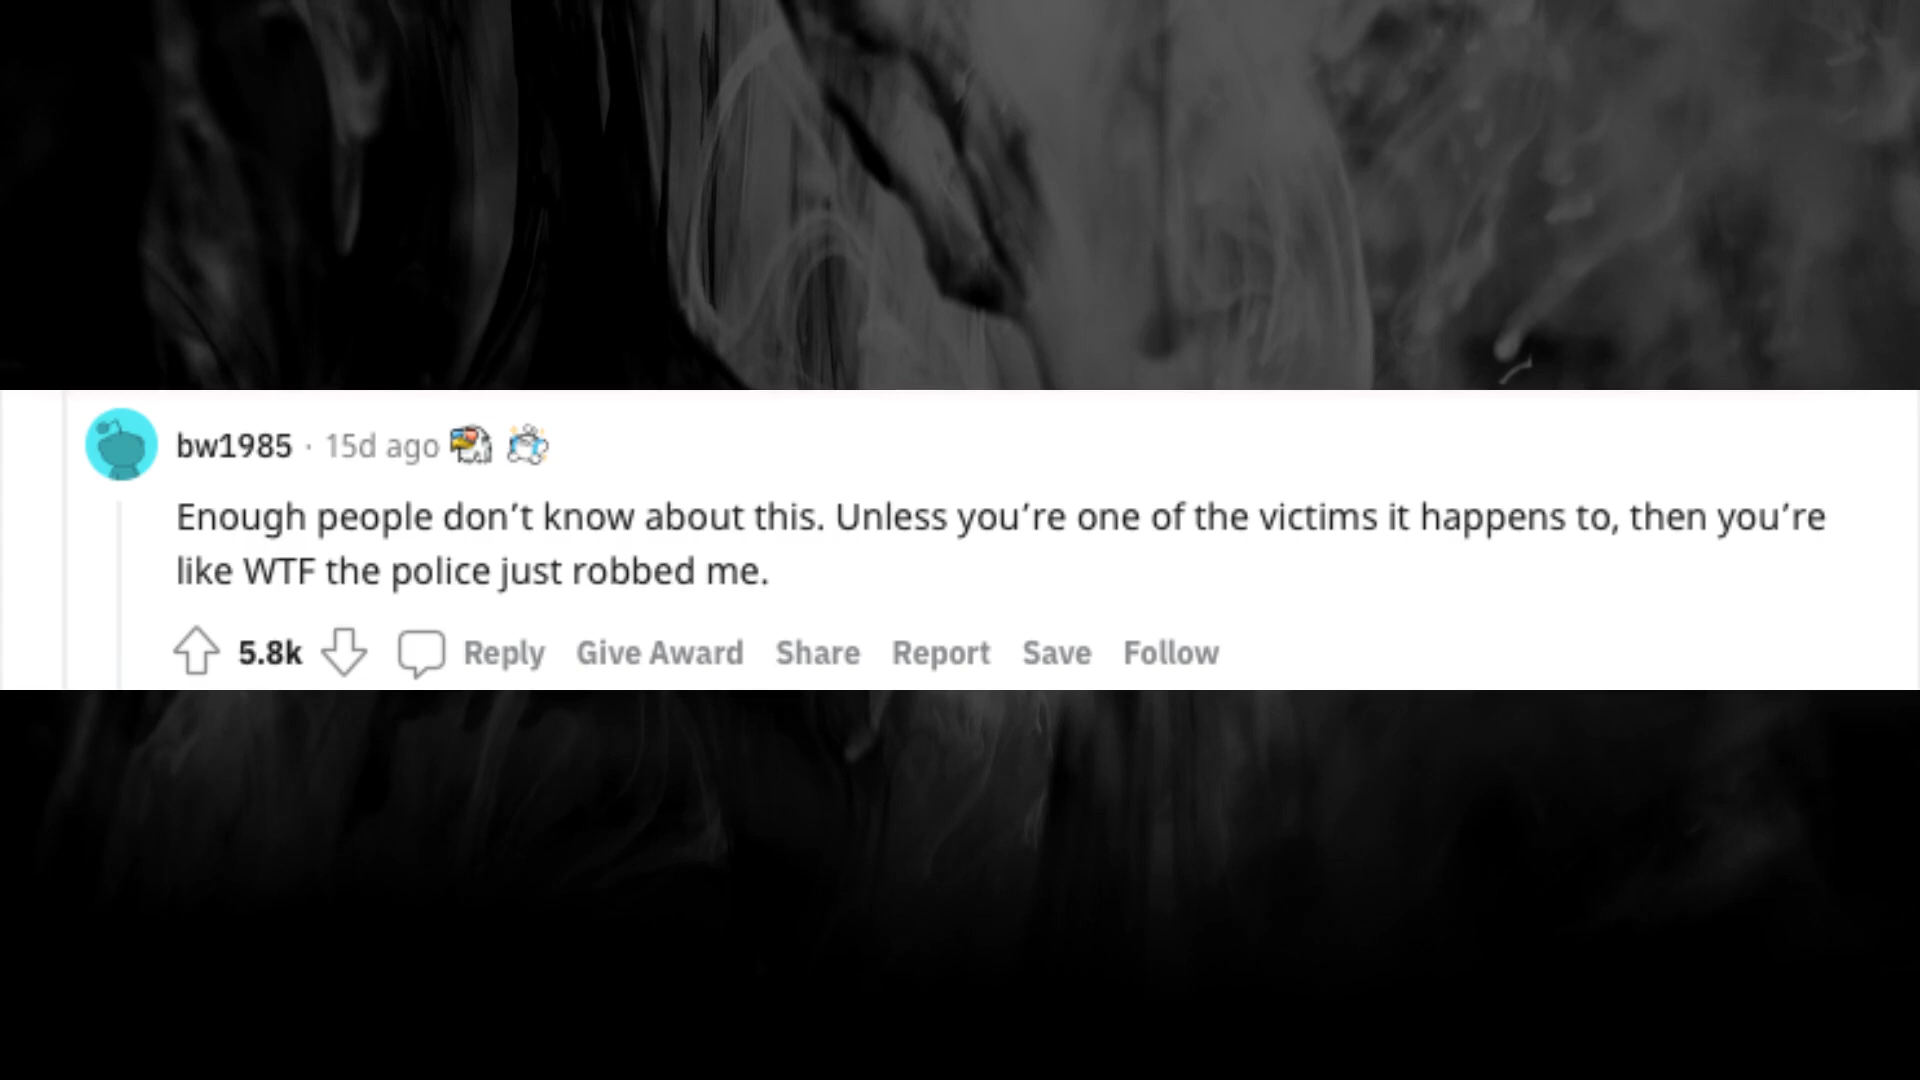 bw1985 · 15d ago
Enough people don’t know about this. Unless you’re one of the victims it happens to, then you’re
like WTF the police just robbed me.
5.8k Reply Give Award Share Report Save Follow